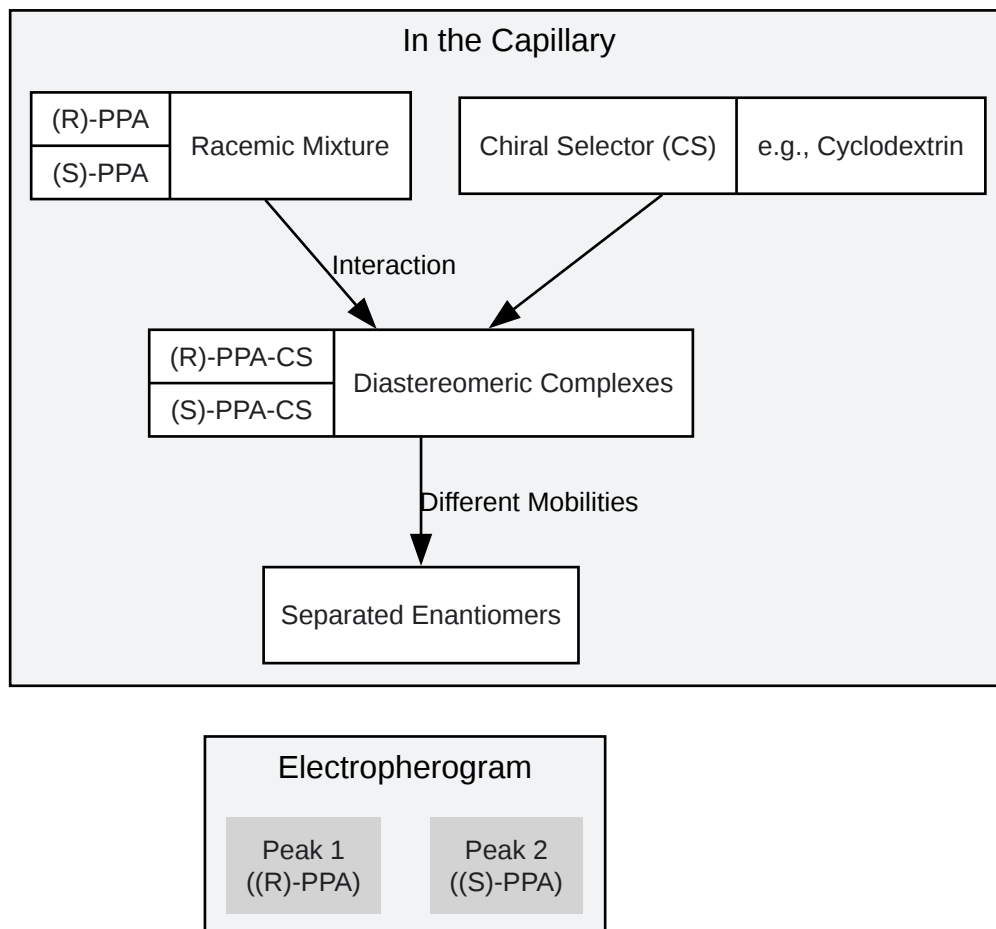 In the Capillary
(R)-PPA
(S)-PPA
Racemic Mixture
Chiral Selector (CS)
e.g., Cyclodextrin
Interaction
(R)-PPA-CS
(S)-PPA-CS
Diastereomeric Complexes
Different Mobilities
Separated Enantiomers
Electropherogram
Peak 1
((R)-PPA)
Peak 2
((S)-PPA)